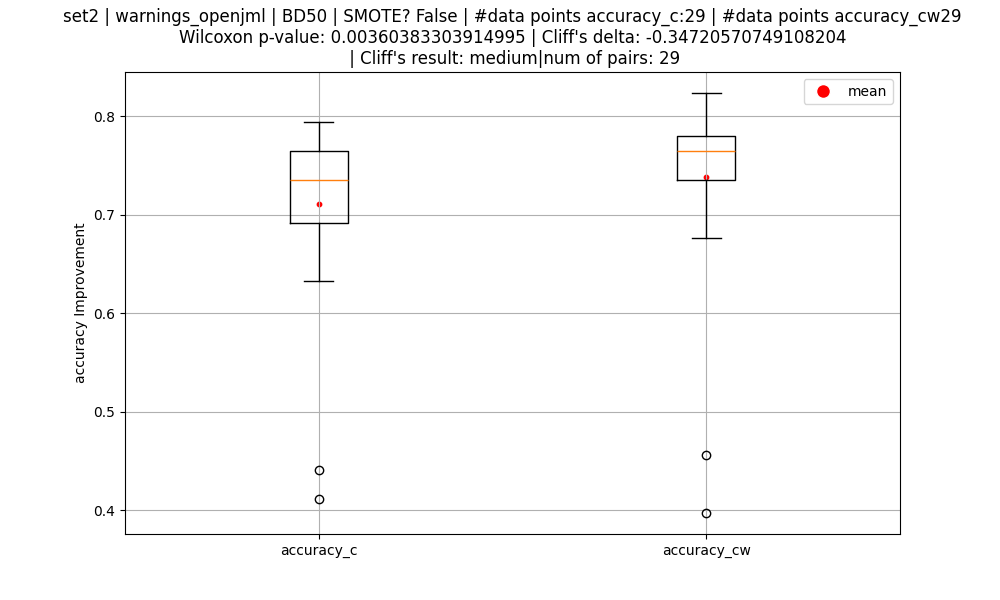 set2 | warnings_openjml | BD50 | SMOTE? False | #data points accuracy_c:29 | #data points accuracy_cw29
Wilcoxon p-value: 0.00360383303914995 | Cliff's delta: -0.34720570749108204
| Cliff's result: medium|num of pairs: 29
mean
0.8
0.7
0.6
0.5
0.4
accuracy Improvement
accuracy_c
accuracy_cw